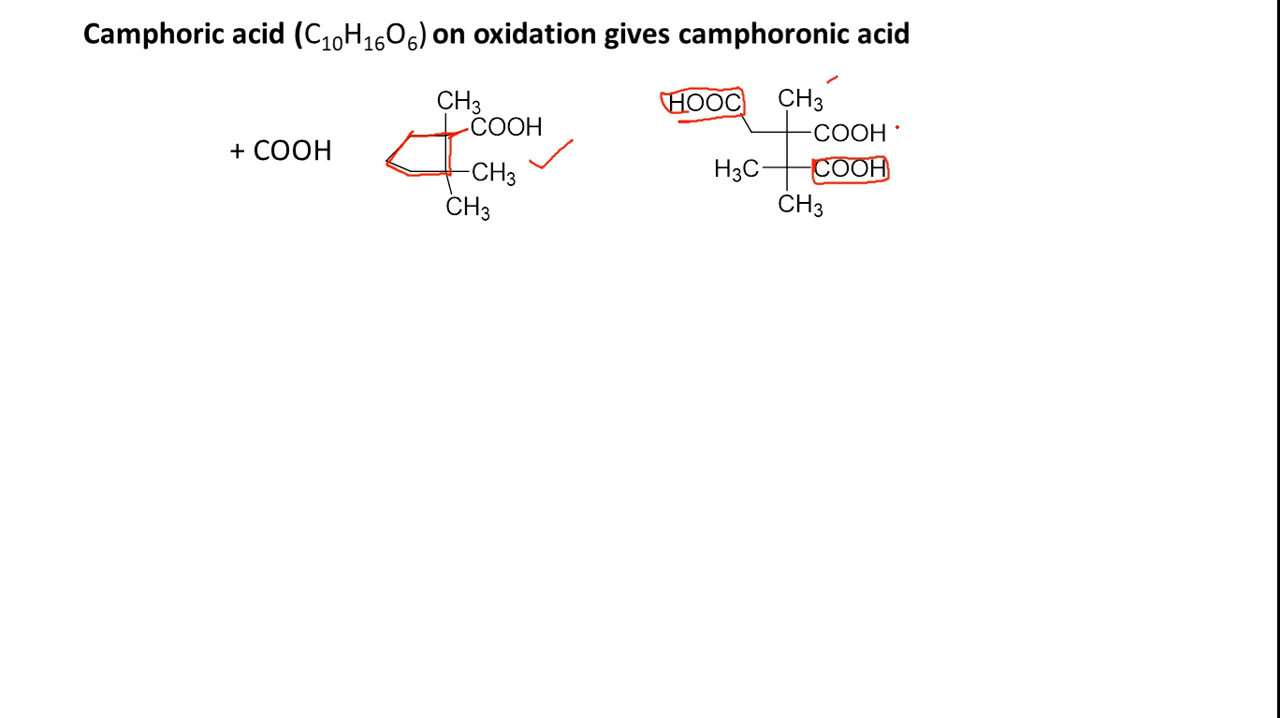 Camphoric acid (C₁₀H₁₆O₆) on oxidation gives camphoronic acid
+ COOH
CH₃
COOH
CH₃
CH₃
HOOC
CH₃
COOH
H₃C
COOH
CH₃